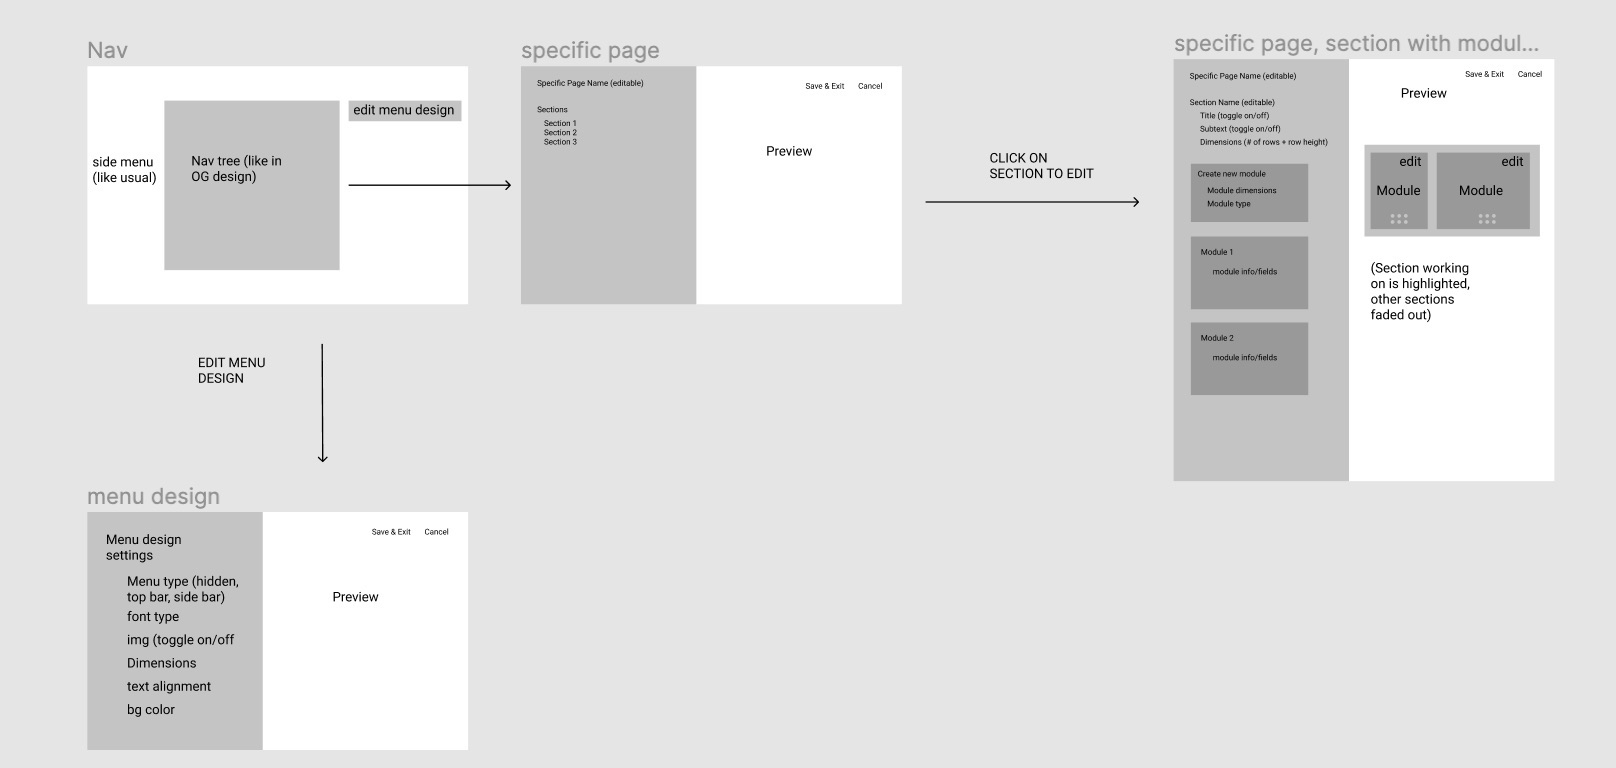 Nav
edit menu design
side menu
(like usual)
Nav tree (like in
OG design)
specific page
Specific Page Name (editable)
Sections
Section 1
Section 2
Section 3
Save & Exit Cancel
Preview
CLICK ON
SECTION TO EDIT
specific page, section with modul...
Specific Page Name (editable)
Section Name (editable)
Title (toggle on/off)
Subtext (toggle on/off)
Dimensions (# of rows + row height)
Create new module
Module dimensions
Module type
Module 1
module info/fields
Module 2
module info/fields
Save & Exit Cancel
Preview
edit
Module
edit
Module
(Section working
on is highlighted,
other sections
faded out)
EDIT MENU
DESIGN
menu design
Menu design
settings
Menu type (hidden,
top bar, side bar)
font type
img (toggle on/off
Dimensions
text alignment
bg color
Save & Exit Cancel
Preview